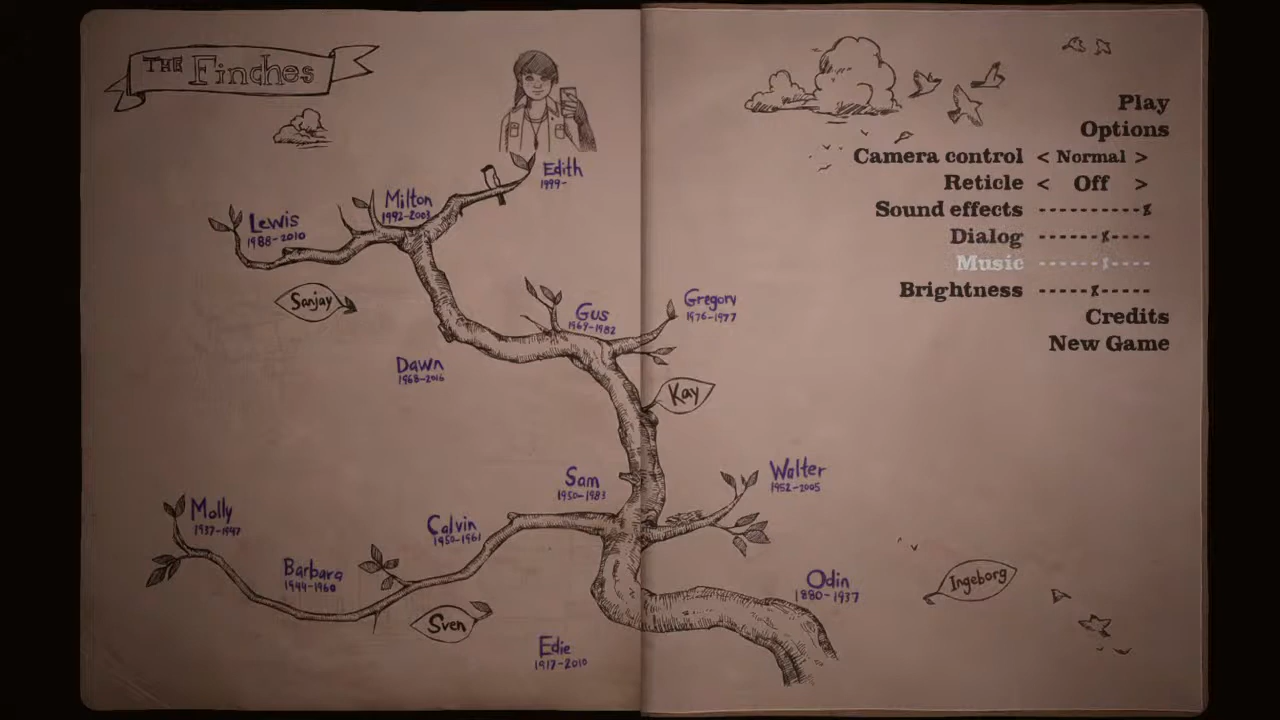 THE Finches
Edith
1999-
Milton
1992-2003
Lewis
1988-2010
Sanjay
Gus
1969-1982
Gregory
1976-1977
Dawn
1968-2016
Kay
Sam
1950-1983
Walter
1952-2005
Molly
1937-1947
Calvin
1950-1961
Barbara
1944-1960
Sven
Odin
1880-1937
Ingeborg
Edie
1917-2010
Play
Options
Camera control < Normal >
Reticle < Off >
Sound effects
Dialog
Music
Brightness
Credits
New Game